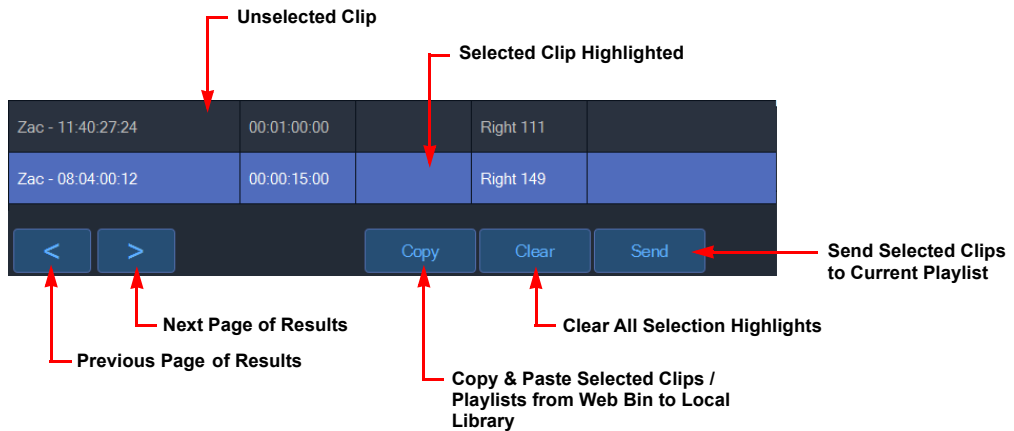 Unselected Clip
Selected Clip Highlighted
Zac - 11:40:27:24 00:01:00:00 Right 111
Zac - 08:04:00:12 00:00:15:00 Right 149
< > Copy Clear Send
Send Selected Clips
to Current Playlist
Next Page of Results
Clear All Selection Highlights
Previous Page of Results
Copy & Paste Selected Clips /
Playlists from Web Bin to Local
Library